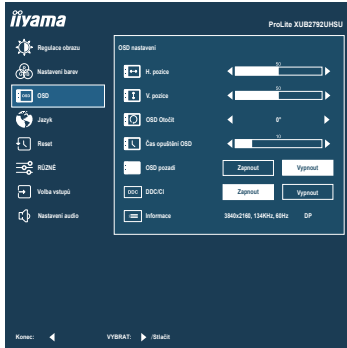 iiyama
ProLite XUB2792UHSU
Regulace obrazu
Nastavení barev
OSD
Jazyk
Reset
RŮZNÉ
Volba vstupů
Nastavení audio
OSD nastavení
H. pozice
50
V. pozice
50
OSD Otočit
0°
Čas opuštění OSD
10
OSD pozadí
Zapnout
Vypnout
DDC
DDC/CI
Zapnout
Vypnout
Informace
3840x2160, 134KHz, 60Hz
DP
Konec:
VYBRAT:
/Stlačit